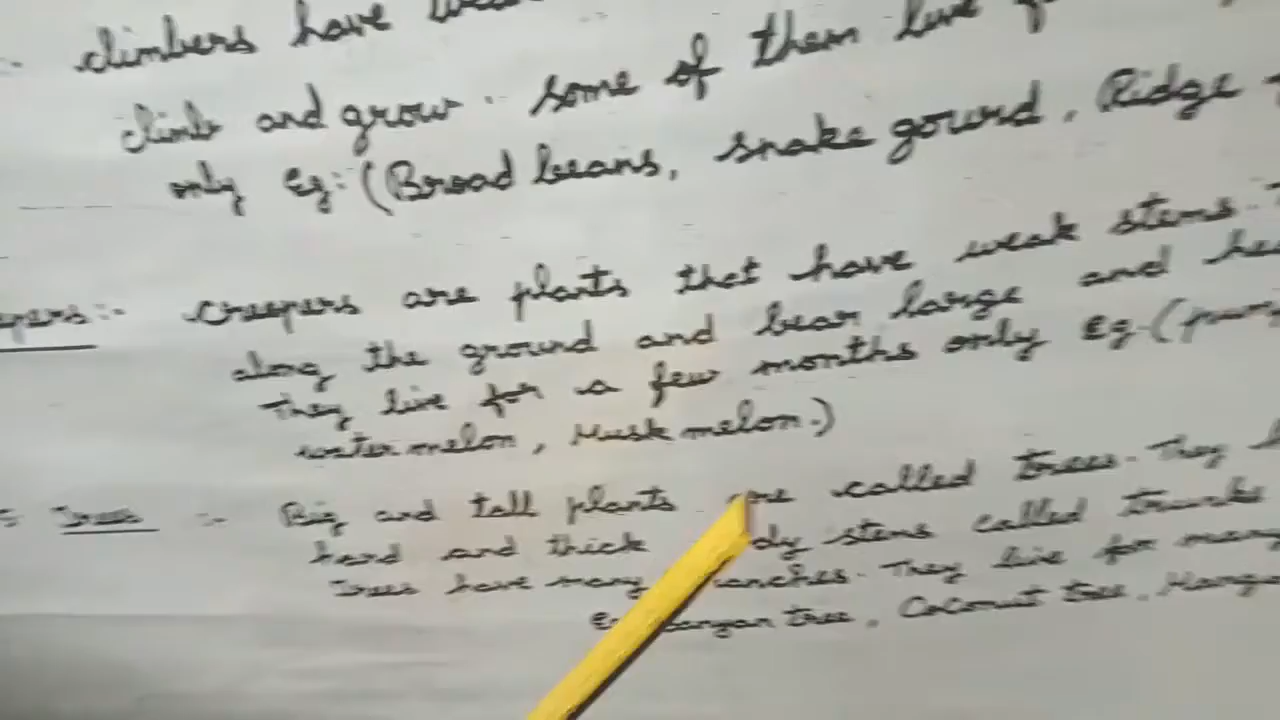 climbers have
climb and grow. some of them live
only Eg: (Broad beans, snake gourd, Ridge
creepers are plants that have weak stems.
along the ground and bear large and
They live for a few months only Eg. (
water melon, Musk melon.)
Trees :- Big and tall plants are called trees. They
hard and thick stems called trunks
Trees have many branches. They live for many
tree, Coconut tree, Mango